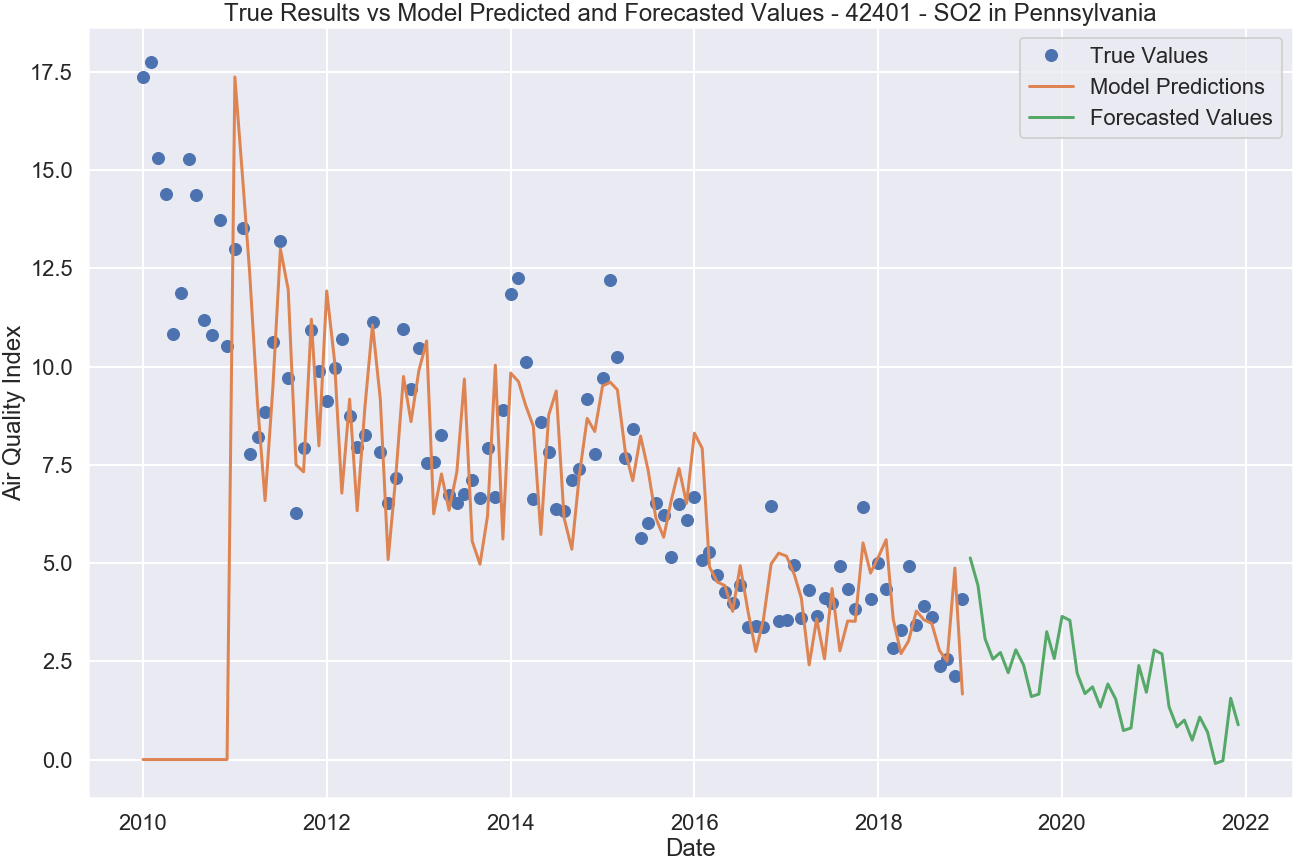 True Results vs Model Predicted and Forecasted Values - 42401 - SO2 in Pennsylvania
True Values
Model Predictions
Forecasted Values
Air Quality Index
17.5
15.0
12.5
10.0
7.5
5.0
2.5
0.0
2010 2012 2014 2016 2018 2020 2022
Date